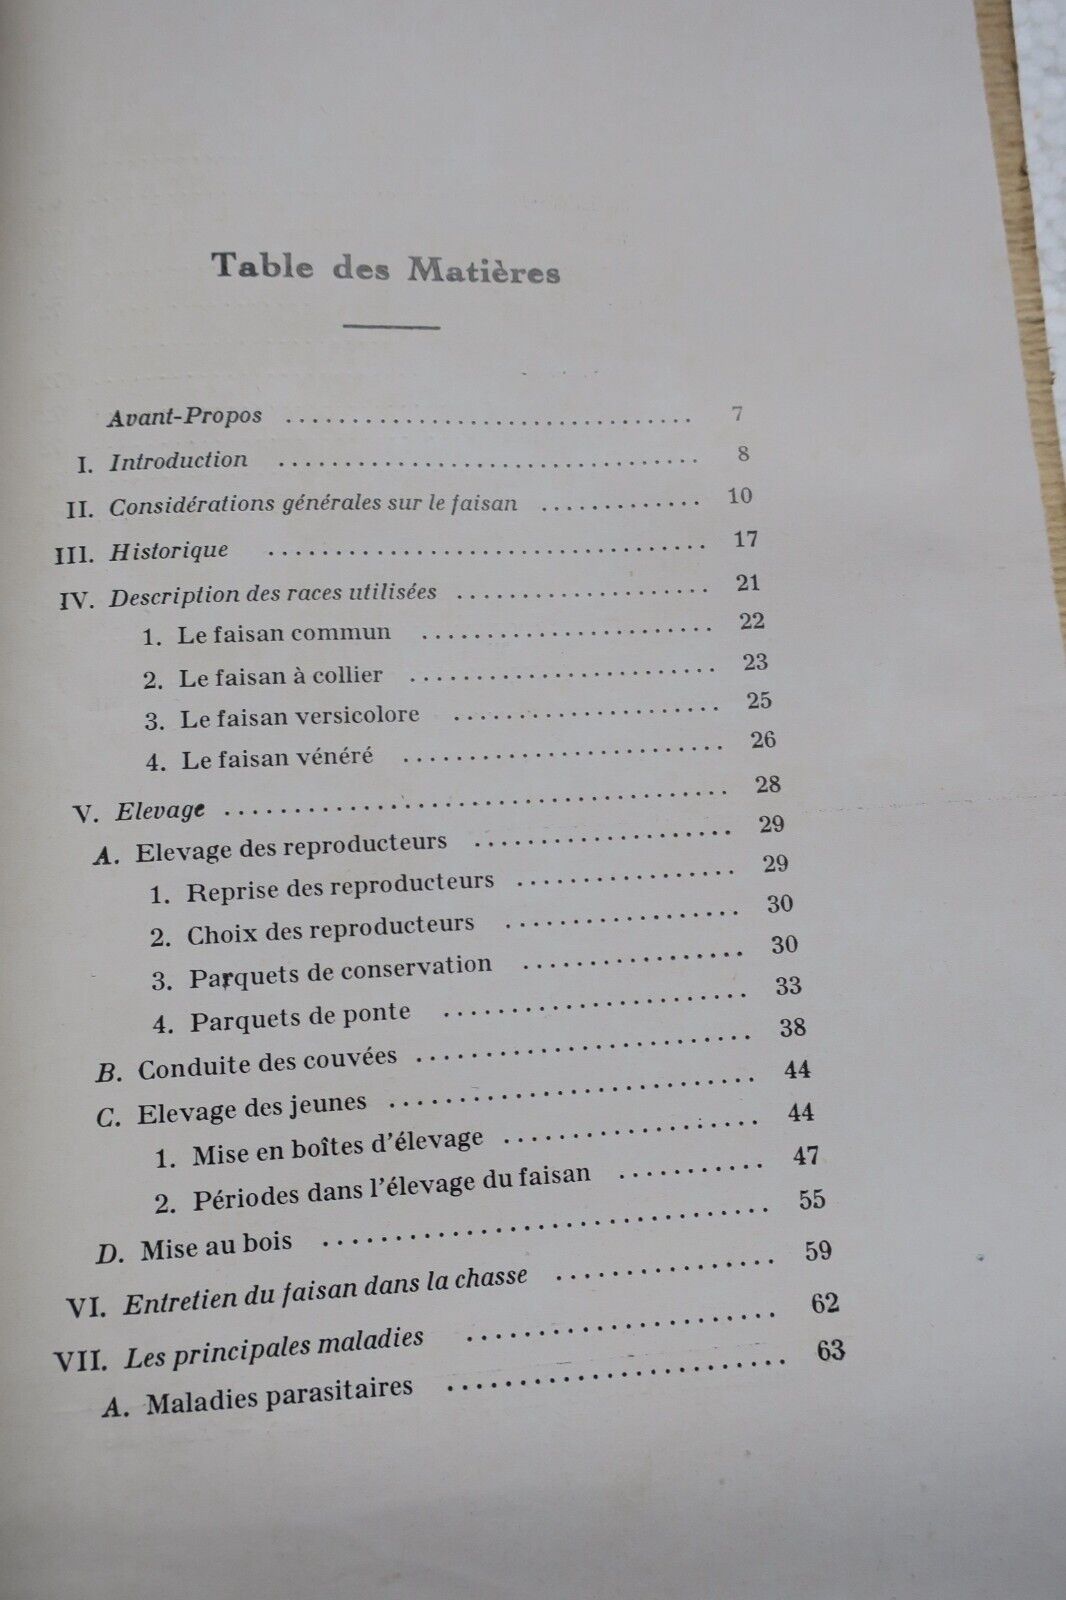 Table des Matières
Avant-Propos ................................ 7
I. Introduction ................................ 8
II. Considérations générales sur le faisan ............. 10
III. Historique ................................ 17
IV. Description des races utilisées .................... 21
1. Le faisan commun ....................... 22
2. Le faisan à collier ........................ 23
3. Le faisan versicolore ..................... 25
4. Le faisan vénéré ......................... 26
V. Elevage ..................................... 28
A. Elevage des reproducteurs .................... 29
1. Reprise des reproducteurs ................. 29
2. Choix des reproducteurs .................. 30
3. Parquets de conservation ................. 30
4. Parquets de ponte ....................... 33
B. Conduite des couvées ......................... 38
C. Elevage des jeunes ........................... 44
1. Mise en boîtes d'élevage ................... 44
2. Périodes dans l'élevage du faisan ........... 47
D. Mise au bois ................................ 55
VI. Entretien du faisan dans la chasse ................ 59
VII. Les principales maladies ...................... 62
A. Maladies parasitaires ........................ 63